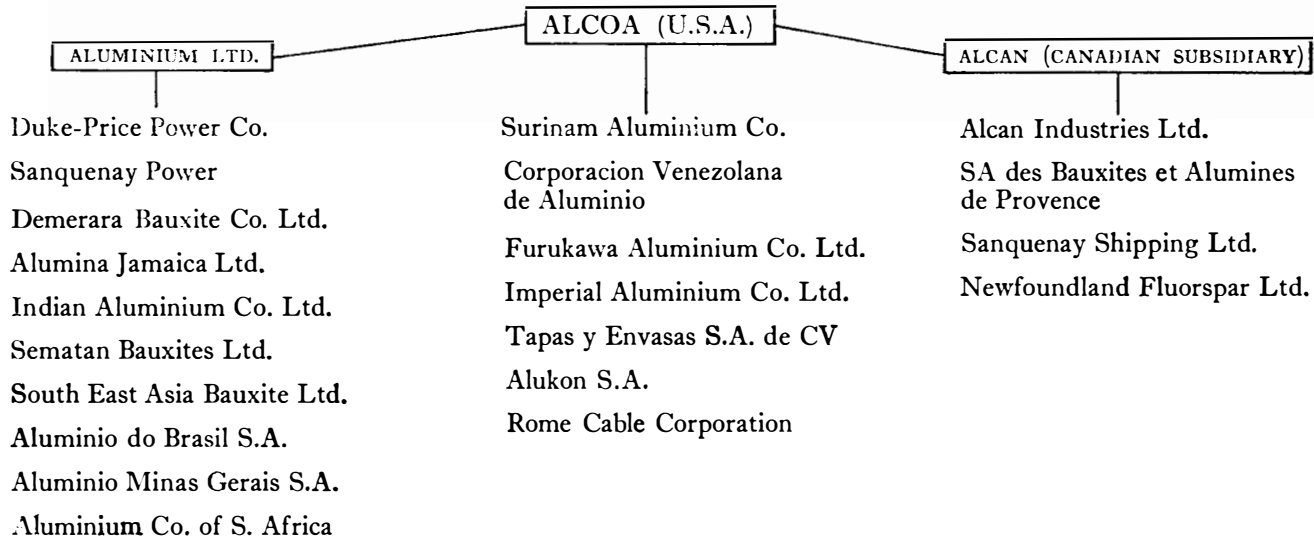 ALCOA (U.S.A.)
ALUMINIUM LTD.
ALCAN (CANADIAN SUBSIDIARY)
Duke-Price Power Co.
Sanquenay Power
Demerara Bauxite Co. Ltd.
Alumina Jamaica Ltd.
Indian Aluminium Co. Ltd.
Sematan Bauxites Ltd.
South East Asia Bauxite Ltd.
Aluminio do Brasil S.A.
Aluminio Minas Gerais S.A.
Aluminium Co. of S. Africa
Surinam Aluminium Co.
Corporacion Venezolana
de Aluminio
Furukawa Aluminium Co. Ltd.
Imperial Aluminium Co. Ltd.
Tapas y Envasas S.A. de CV
Alukon S.A.
Rome Cable Corporation
Alcan Industries Ltd.
SA des Bauxites et Alumines
de Provence
Sanquenay Shipping Ltd.
Newfoundland Fluorspar Ltd.